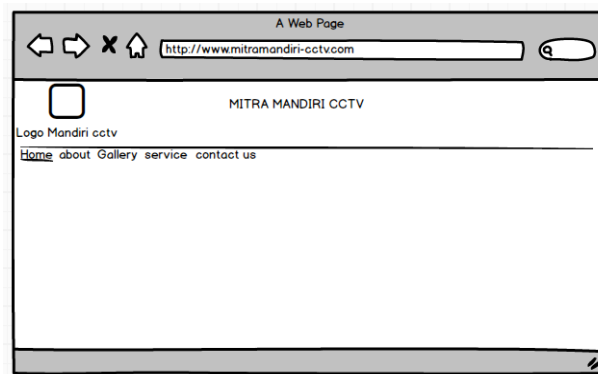 A Web Page
http://www.mitramandiri-cctv.com
MITRA MANDIRI CCTV
Logo Mandiri cctv
Home about Gallery service contact us